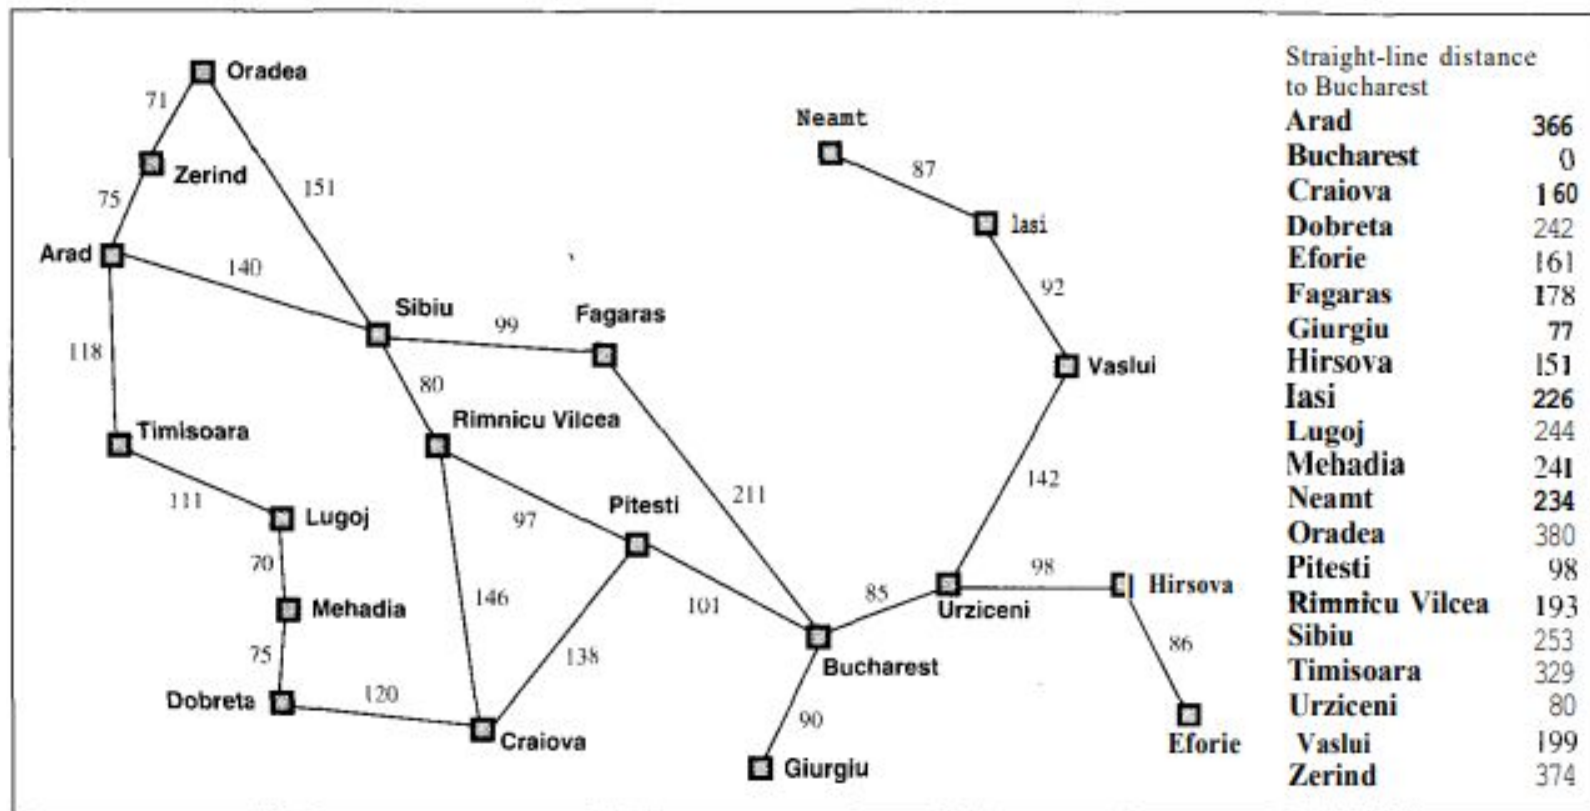 Oradea
71
Neamt
Zerind
87
151
75
Iasi
Arad
140
Sibiu
Fagaras
92
99
118
Vaslui
80
Rimnicu Vilcea
Timisoara
142
111
Pitesti
211
Lugoj
97
70
98
Hirsova
146
85
Urziceni
Mehadia
101
138
86
75
Bucharest
Dobreta
120
90
Craiova
Eforie
Giurgiu
Straight-line distance
to Bucharest
Arad 366
Bucharest 0
Craiova 160
Dobreta 242
Eforie 161
Fagaras 178
Giurgiu 77
Hirsova 151
Iasi 226
Lugoj 244
Mehadia 241
Neamt 234
Oradea 380
Pitesti 98
Rimnicu Vilcea 193
Sibiu 253
Timisoara 329
Urziceni 80
Vaslui 199
Zerind 374